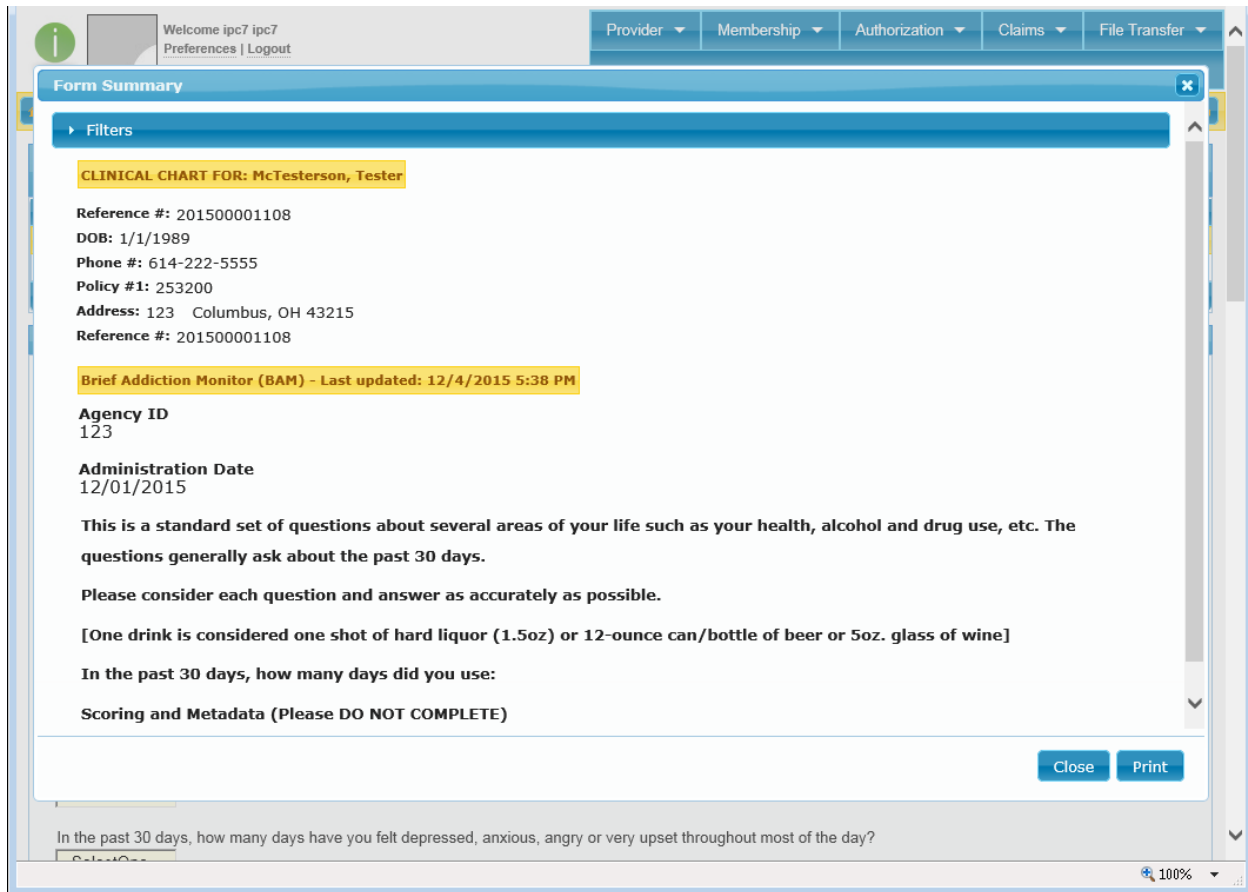 Welcome ipc7 ipc7
Preferences | Logout
Provider Membership Authorization Claims File Transfer
Form Summary
Filters
CLINICAL CHART FOR: McTesterson, Tester
Reference #: 201500001108
DOB: 1/1/1989
Phone #: 614-222-5555
Policy #1: 253200
Address: 123 Columbus, OH 43215
Reference #: 201500001108
Brief Addiction Monitor (BAM) - Last updated: 12/4/2015 5:38 PM
Agency ID
123
Administration Date
12/01/2015
This is a standard set of questions about several areas of your life such as your health, alcohol and drug use, etc. The
questions generally ask about the past 30 days.
Please consider each question and answer as accurately as possible.
[One drink is considered one shot of hard liquor (1.5oz) or 12-ounce can/bottle of beer or 5oz. glass of wine]
In the past 30 days, how many days did you use:
Scoring and Metadata (Please DO NOT COMPLETE)
Close Print
In the past 30 days, how many days have you felt depressed, anxious, angry or very upset throughout most of the day?
100%